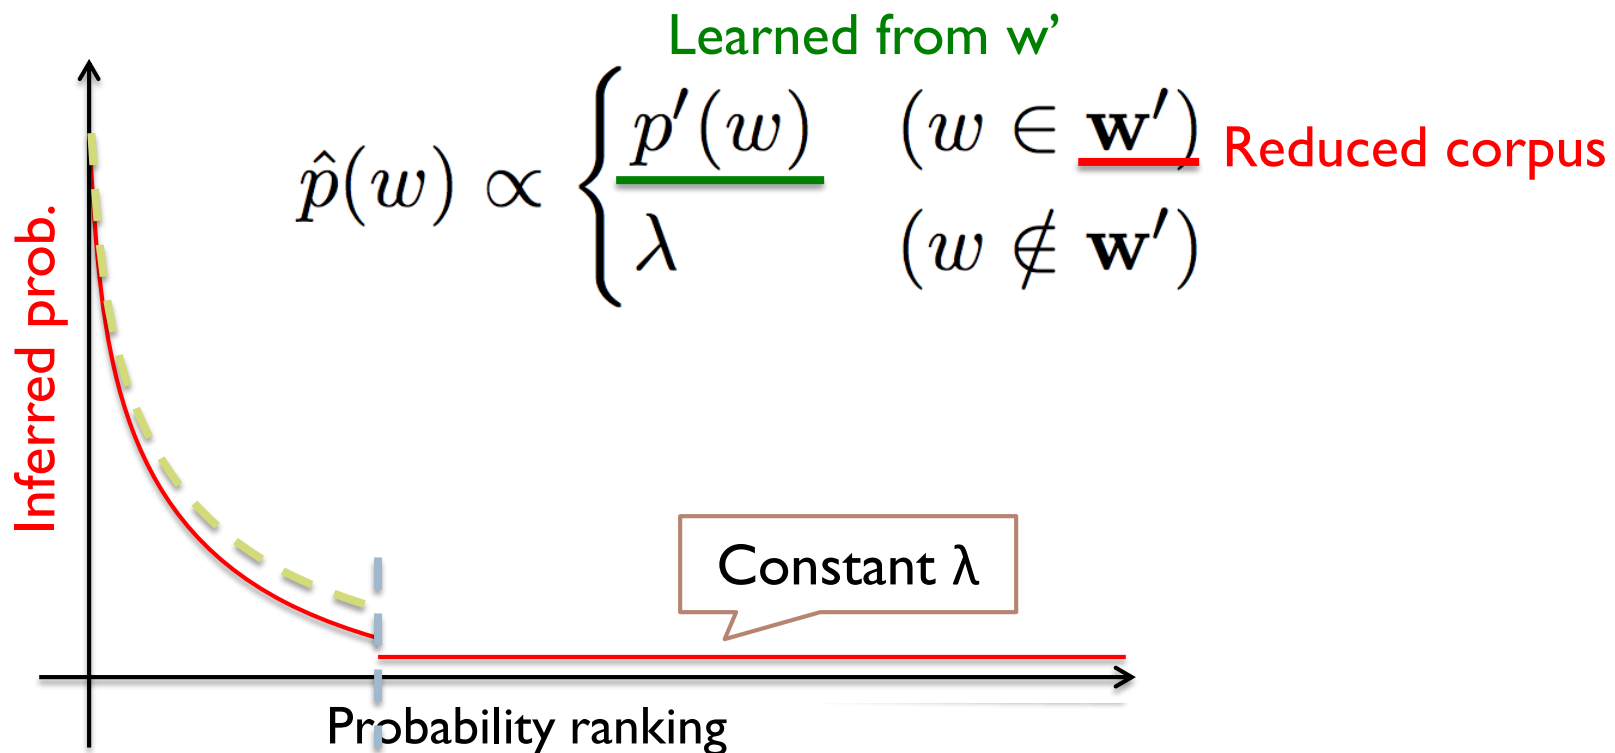 Learned from w’
p̂(w) ∝ { p′(w) (w ∈ w′)
λ (w ∉ w′)
Reduced corpus
Inferred prob.
Constant λ
Probability ranking